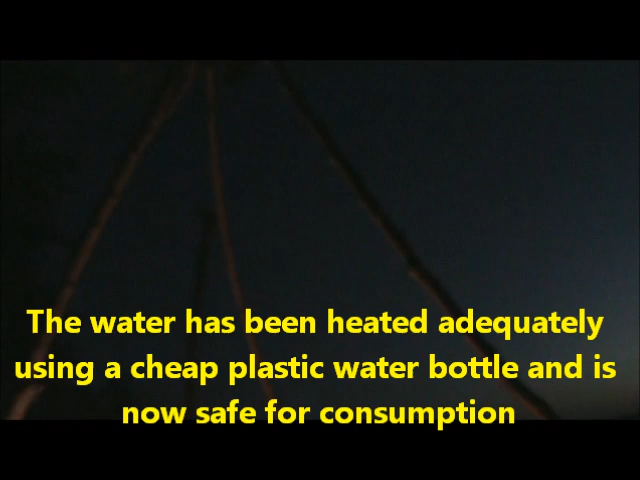 The water has been heated adequately
using a cheap plastic water bottle and is
now safe for consumption